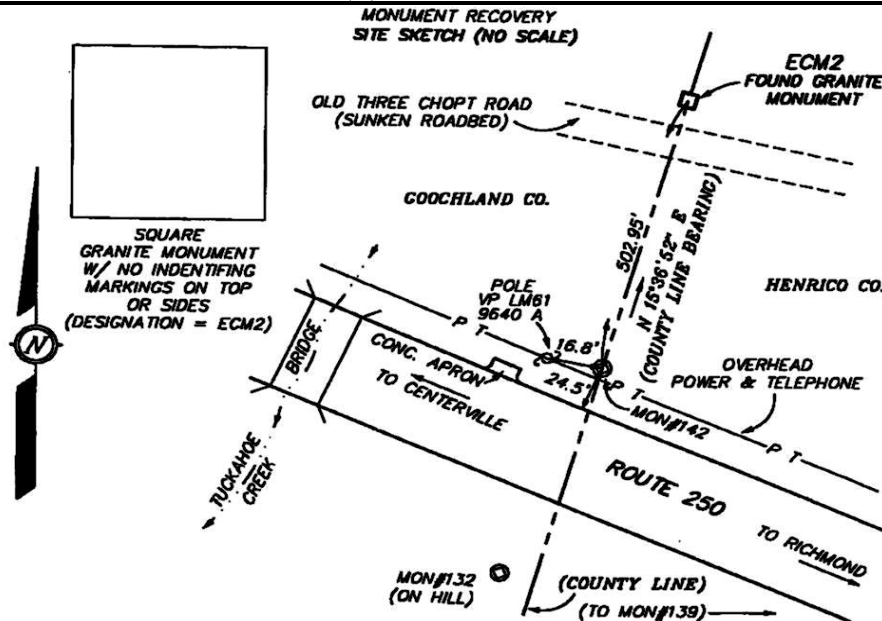 MONUMENT RECOVERY
SITE SKETCH (NO SCALE)
ECM2
FOUND GRANITE
MONUMENT
OLD THREE CHOPT ROAD
(SUNKEN ROADBED)
GOOCHLAND CO.
SQUARE
GRANITE MONUMENT
W/ NO INDENTIFING
MARKINGS ON TOP
OR SIDES
(DESIGNATION = ECM2)
502.95'
N 15°36'52" E
(COUNTY LINE BEARING)
HENRICO CO.
N
POLE
VP LM61
9640 A
P T
16.8'
24.5'
P T
OVERHEAD
POWER & TELEPHONE
MON#142
P T
BRIDGE
CONC. APRON
TO CENTERVILLE
TUCKAHOE
CREEK
ROUTE 250
TO RICHMOND
MON#132
(ON HILL)
(COUNTY LINE)
(TO MON#139)